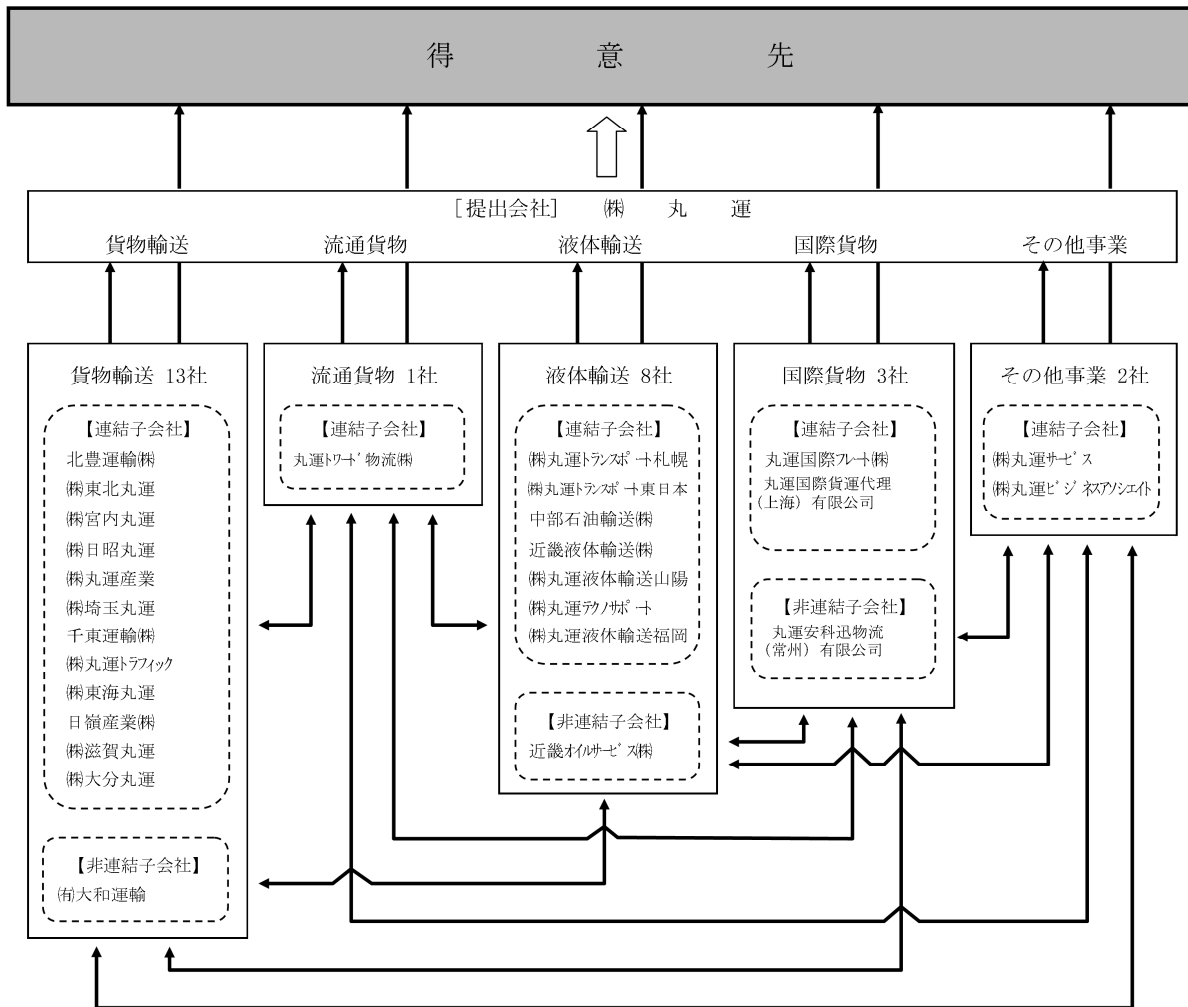 得意先
[提出会社] ㈱ 丸運
貨物輸送
流通貨物
液体輸送
国際貨物
その他事業
貨物輸送 13社
【連結子会社】
北豊運輸㈱
㈱東北丸運
㈱宮内丸運
㈱日昭丸運
㈱丸運産業
㈱埼玉丸運
千東運輸㈱
㈱丸運トラフィック
㈱東海丸運
日嶺産業㈱
㈱滋賀丸運
㈱大分丸運
【非連結子会社】
㈲大和運輸
流通貨物 1社
【連結子会社】
丸運トワード物流㈱
液体輸送 8社
【連結子会社】
㈱丸運トランスポート札幌
㈱丸運トランスポート東日本
中部石油輸送㈱
近畿液体輸送㈱
㈱丸運液体輸送山陽
㈱丸運テクノサポート
㈱丸運液体輸送福岡
【非連結子会社】
近畿オイルサービス㈱
国際貨物 3社
【連結子会社】
丸運国際フレート㈱
丸運国際貨運代理
(上海)有限公司
【非連結子会社】
丸運安科迅物流
(常州)有限公司
その他事業 2社
【連結子会社】
㈱丸運サービス
㈱丸運ビジネスアソシエイト